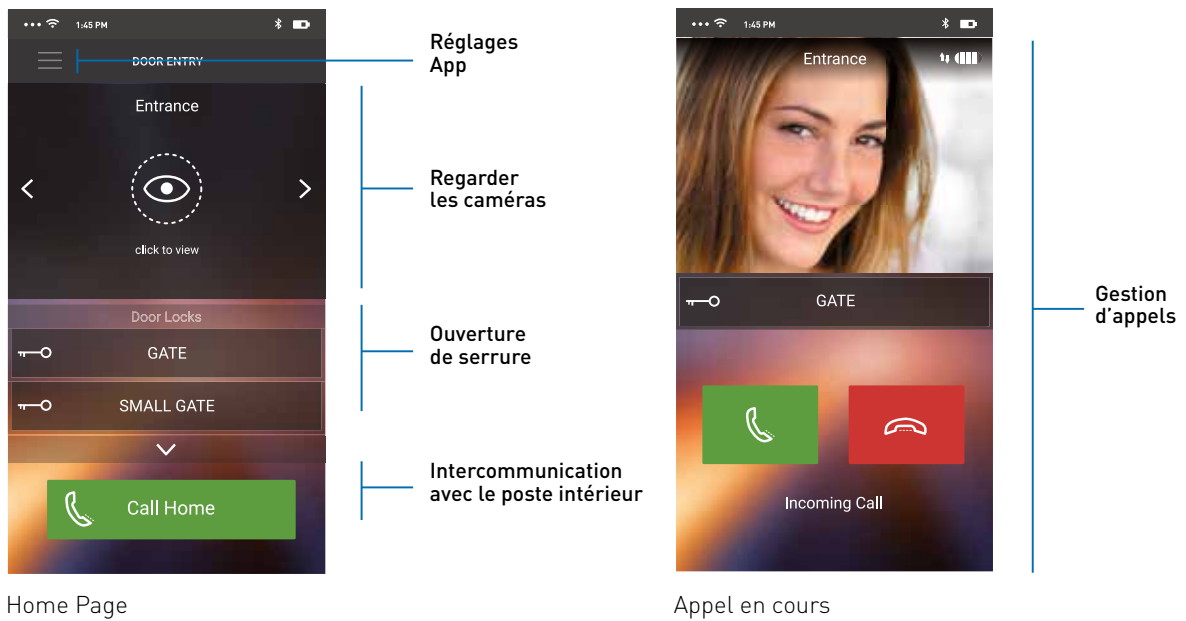 1:45 PM
DOOR ENTRY
Entrance
click to view
Door Locks
GATE
SMALL GATE
Call Home
Home Page
Réglages
App
Regarder
les caméras
Ouverture
de serrure
Intercommunication
avec le poste intérieur
1:45 PM
Entrance
GATE
Incoming Call
Appel en cours
Gestion
d'appels